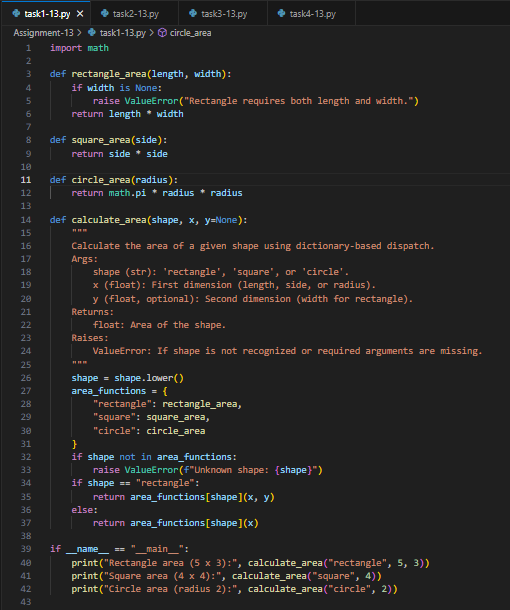 task1-13.py × task2-13.py task3-13.py task4-13.py
Assignment-13 > task1-13.py > circle_area
1 import math
2
3 def rectangle_area(length, width):
4     if width is None:
5         raise ValueError("Rectangle requires both length and width.")
6     return length * width
7
8 def square_area(side):
9     return side * side
10
11 def circle_area(radius):
12     return math.pi * radius * radius
13
14 def calculate_area(shape, x, y=None):
15     """
16     Calculate the area of a given shape using dictionary-based dispatch.
17     Args:
18         shape (str): 'rectangle', 'square', or 'circle'.
19         x (float): First dimension (length, side, or radius).
20         y (float, optional): Second dimension (width for rectangle).
21     Returns:
22         float: Area of the shape.
23     Raises:
24         ValueError: If shape is not recognized or required arguments are missing.
25     """
26     shape = shape.lower()
27     area_functions = {
28         "rectangle": rectangle_area,
29         "square": square_area,
30         "circle": circle_area
31     }
32     if shape not in area_functions:
33         raise ValueError(f"Unknown shape: {shape}")
34     if shape == "rectangle":
35         return area_functions[shape](x, y)
36     else:
37         return area_functions[shape](x)
38
39 if __name__ == "__main__":
40     print("Rectangle area (5 x 3):", calculate_area("rectangle", 5, 3))
41     print("Square area (4 x 4):", calculate_area("square", 4))
42     print("Circle area (radius 2):", calculate_area("circle", 2))
43